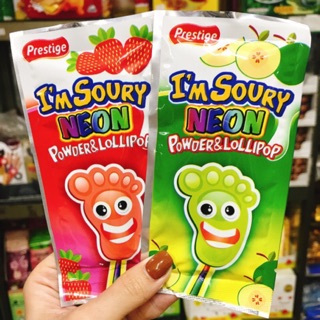 Prestige
I'm Soury
NEON
Powder & Lollipop
Prestige
I'm Soury
NEON
Powder & Lollipop